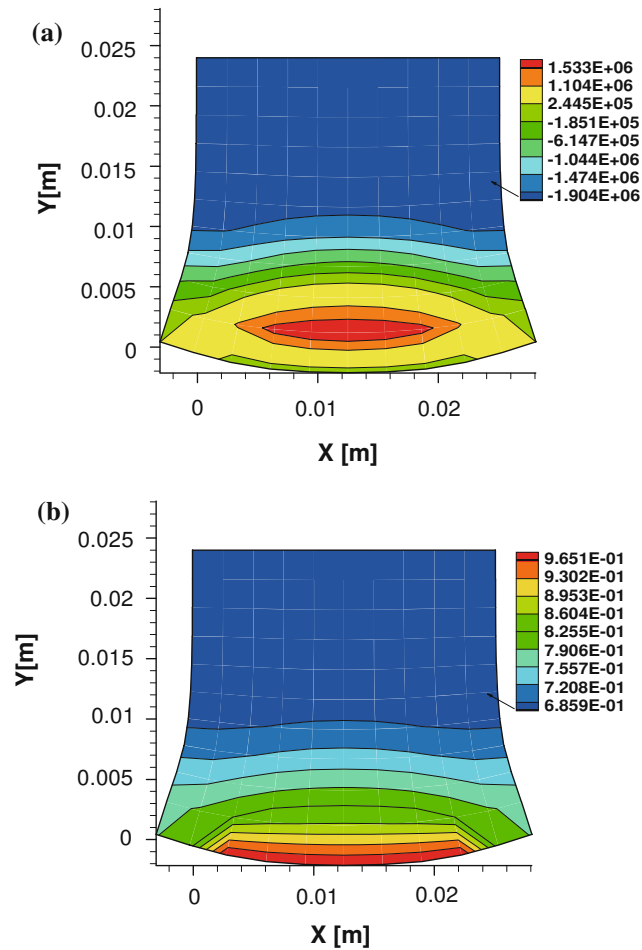 (a)
0.025
0.02
0.015
0.01
0.005
0
Y[m]
0
0.01
0.02
X [m]
1.533E+06
1.104E+06
2.445E+05
-1.851E+05
-6.147E+05
-1.044E+06
-1.474E+06
-1.904E+06
(b)
0.025
0.02
0.015
0.01
0.005
0
Y[m]
0
0.01
0.02
X [m]
9.651E-01
9.302E-01
8.953E-01
8.604E-01
8.255E-01
7.906E-01
7.557E-01
7.208E-01
6.859E-01